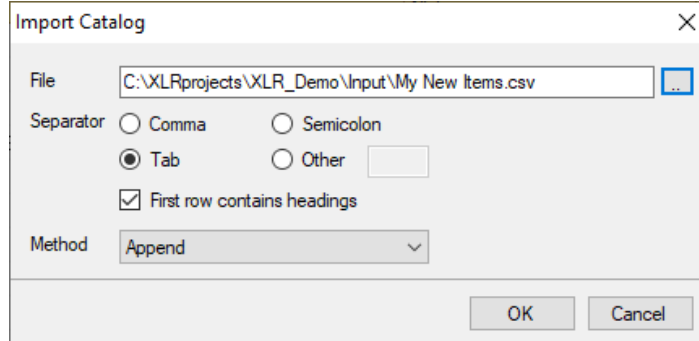 Import Catalog
File C:\XLRprojects\XLR_Demo\Input\My New Items.csv ..
Separator Comma Semicolon
Tab Other
First row contains headings
Method Append
OK Cancel